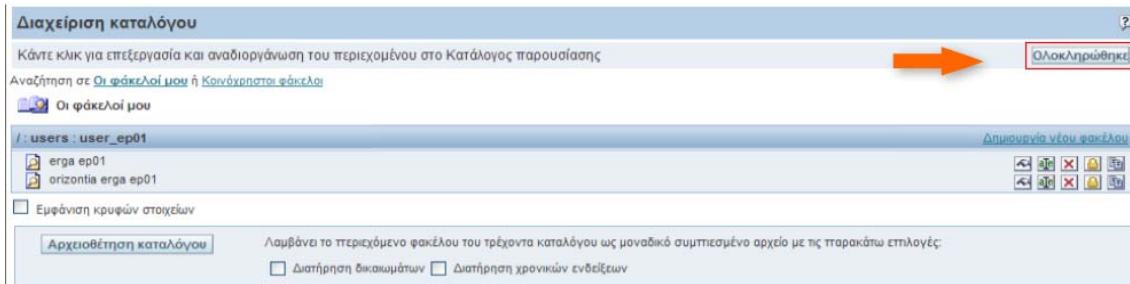 Διαχείριση καταλόγου
Κάντε κλικ για επεξεργασία και αναδιοργάνωση του περιεχομένου στο Κατάλογος παρουσίασης
Ολοκληρώθηκε
Αναζήτηση σε Οι φάκελοί μου ή Κοινόχρηστοι φάκελοι
Οι φάκελοί μου
/ : users : user_ep01 Δημιουργία νέου φακέλου
erga ep01
orizontia erga ep01
Εμφάνιση κρυφών στοιχείων
Αρχειοθέτηση καταλόγου Λαμβάνει το περιεχόμενο φακέλου του τρέχοντα καταλόγου ως μοναδικό συμπιεσμένο αρχείο με τις παρακάτω επιλογές:
Διατήρηση δικαιωμάτων Διατήρηση χρονικών ενδείξεων